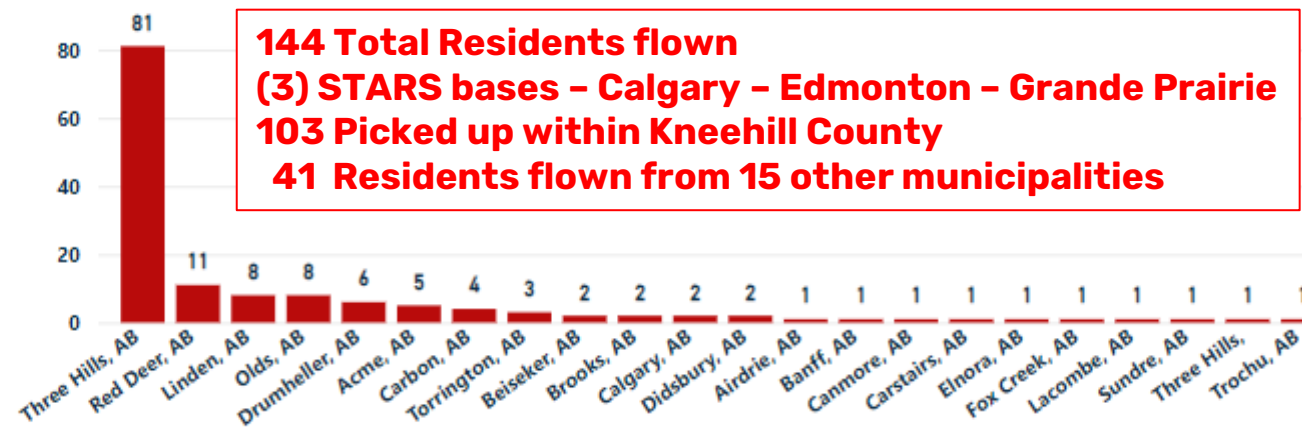 144 Total Residents flown
(3) STARS bases – Calgary – Edmonton – Grande Prairie
103 Picked up within Kneehill County
41 Residents flown from 15 other municipalities
80
60
40
20
0
81
11
8
8
6
5
4
3
2
2
2
2
1
1
1
1
1
1
1
1
1
1
Three Hills, AB
Red Deer, AB
Linden, AB
Olds, AB
Drumheller, AB
Acme, AB
Carbon, AB
Torrington, AB
Beiseker, AB
Brooks, AB
Calgary, AB
Didsbury, AB
Airdrie, AB
Banff, AB
Canmore, AB
Carstairs, AB
Elnora, AB
Fox Creek, AB
Lacombe, AB
Sundre, AB
Three Hills,
Trochu, AB